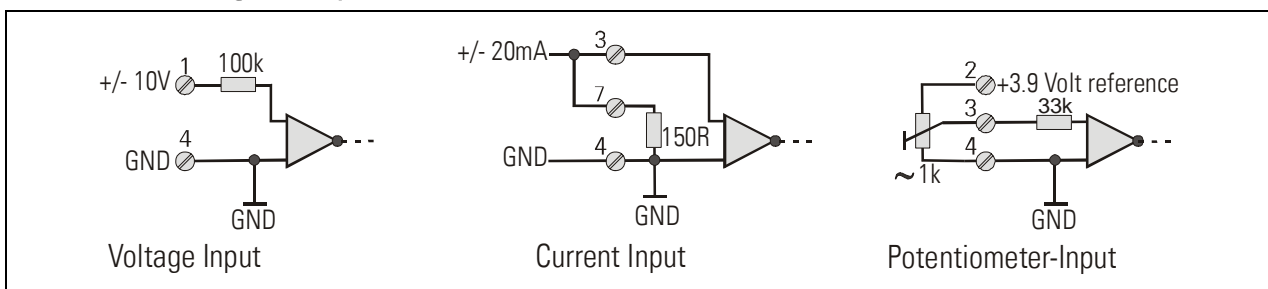 1
100k
+/- 10V
4
GND
GND
Voltage Input
+/- 20mA
3
7
150R
4
GND
GND
Current Input
2
+3.9 Volt reference
3
33k
4
~1k
GND
Potentiometer-Input